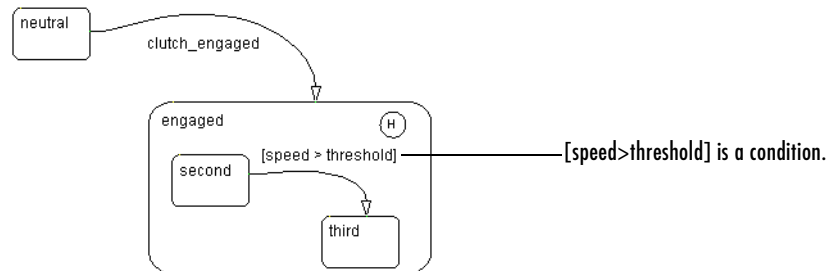 neutral
clutch_engaged
engaged
H
[speed > threshold]
[speed>threshold] is a condition.
second
third